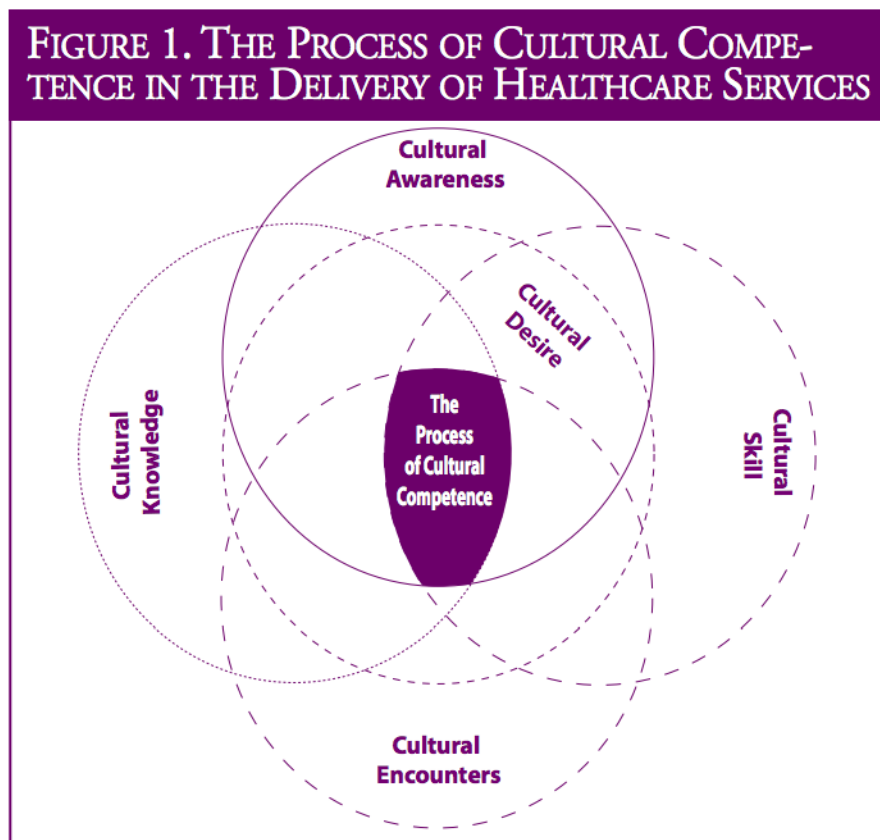 FIGURE 1. THE PROCESS OF CULTURAL COMPE-
TENCE IN THE DELIVERY OF HEALTHCARE SERVICES
Cultural
Awareness
Cultural
Desire
Cultural
Knowledge
The
Process
of Cultural
Competence
Cultural
Skill
Cultural
Encounters